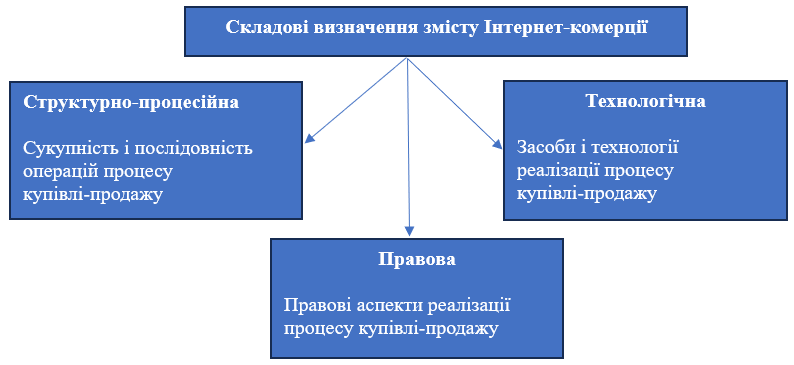 Складові визначення змісту Інтернет-комерції
Структурно-процесійна
Сукупність і послідовність
операцій процесу
купівлі-продажу
Технологічна
Засоби і технології
реалізації процесу
купівлі-продажу
Правова
Правові аспекти реалізації
процесу купівлі-продажу